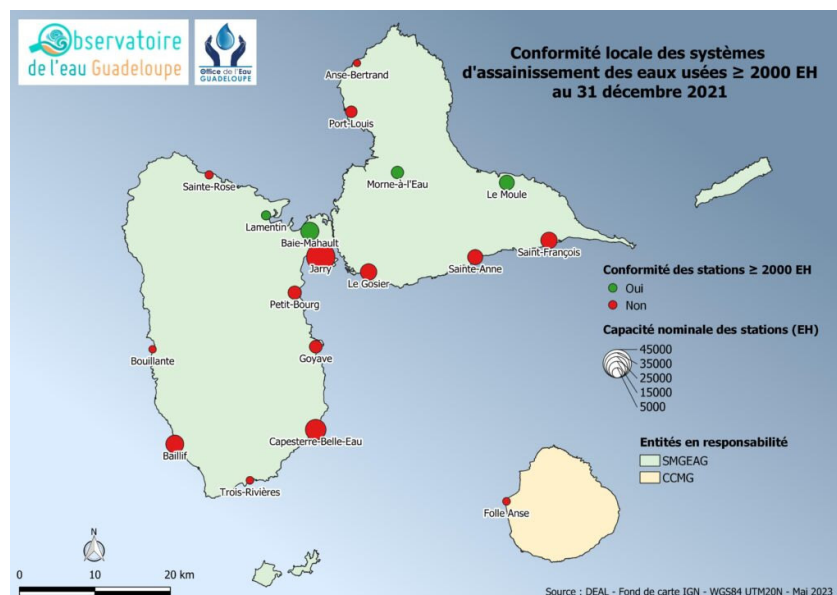 Observatoire
de l'eau Guadeloupe
Office de l'Eau
GUADELOUPE
Conformité locale des systèmes
d'assainissement des eaux usées ≥ 2000 EH
au 31 décembre 2021
Anse-Bertrand
Port-Louis
Morne-à-l'Eau
Le Moule
Sainte-Rose
Lamentin
Baie-Mahault
Jarry
Saint-François
Sainte-Anne
Le Gosier
Petit-Bourg
Goyave
Bouillante
Capesterre-Belle-Eau
Baillif
Trois-Rivières
Folle Anse
Conformité des stations ≥ 2000 EH
Oui
Non
Capacité nominale des stations (EH)
45000
35000
25000
15000
5000
Entités en responsabilité
SMGEAG
CCMG
N
0 10 20 km
Source : DEAL - Fond de carte IGN - WGS84 UTM20N - Mai 2023